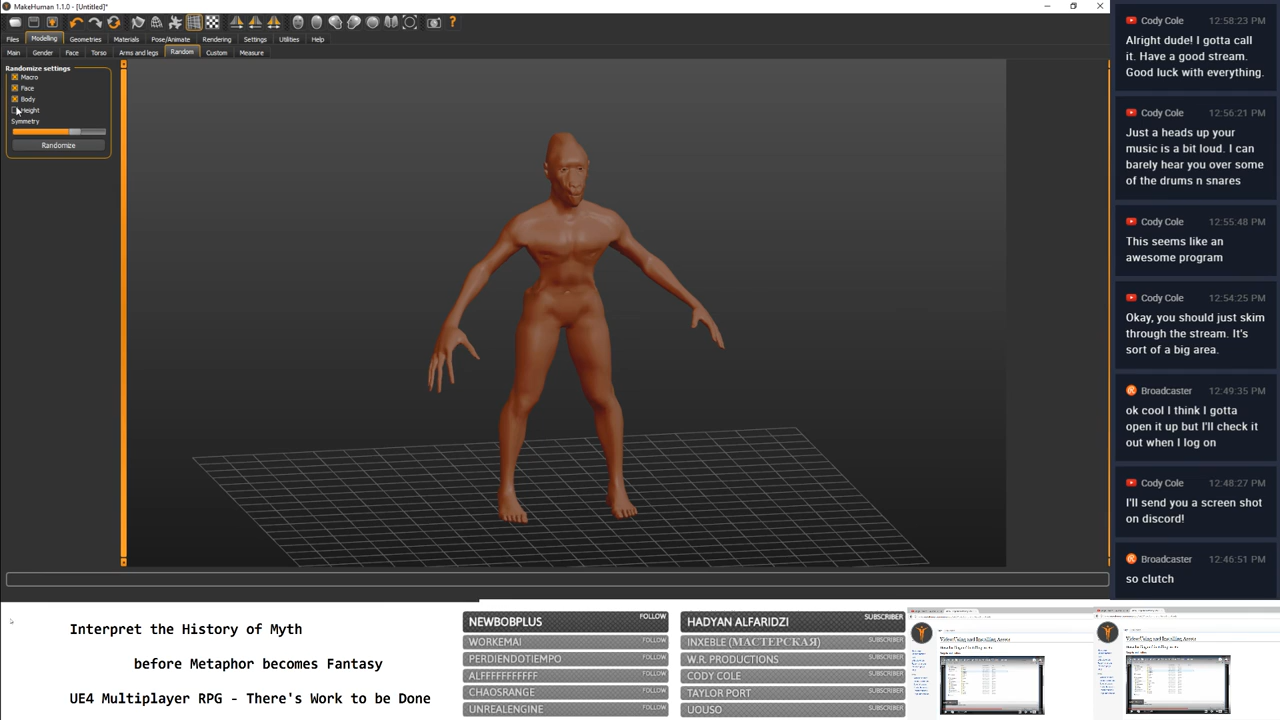 MakeHuman 1.1.0 - [Untitled]*
Files Modelling Geometries Materials Pose/Animate Rendering Settings Utilities Help
Main Gender Face Torso Arms and legs Random Custom Measure
Randomize settings
Macro
Face
Body
Height
Symmetry
Randomize
Cody Cole 12:58:23 PM
Alright dude! I gotta call
it. Have a good stream.
Good luck with everything.
Cody Cole 12:56:21 PM
Just a heads up your
music is a bit loud. I can
barely hear you over some
of the drums n snares
Cody Cole 12:55:48 PM
This seems like an
awesome program
Cody Cole 12:54:25 PM
Okay, you should just skim
through the stream. It's
sort of a big area.
Broadcaster 12:49:35 PM
ok cool I think I gotta
open it up but I'll check it
out when I log on
Cody Cole 12:48:27 PM
I'll send you a screen shot
on discord!
Broadcaster 12:46:51 PM
so clutch
Interpret the History of Myth
before Metaphor becomes Fantasy
UE4 Multiplayer RPG - There's Work to be Done
NEWBOBPLUS FOLLOW
WORKEMAI FOLLOW
PERDIENDOTIEMPO FOLLOW
ALFFFFFFFFFF FOLLOW
CHAOSRANGE FOLLOW
UNREALENGINE FOLLOW
HADYAN ALFARIDZI SUBSCRIBER
INXEBLE (МАСТЕРСКАЯ) SUBSCRIBER
W.R. PRODUCTIONS SUBSCRIBER
CODY COLE SUBSCRIBER
TAYLOR PORT SUBSCRIBER
UOUSO SUBSCRIBER